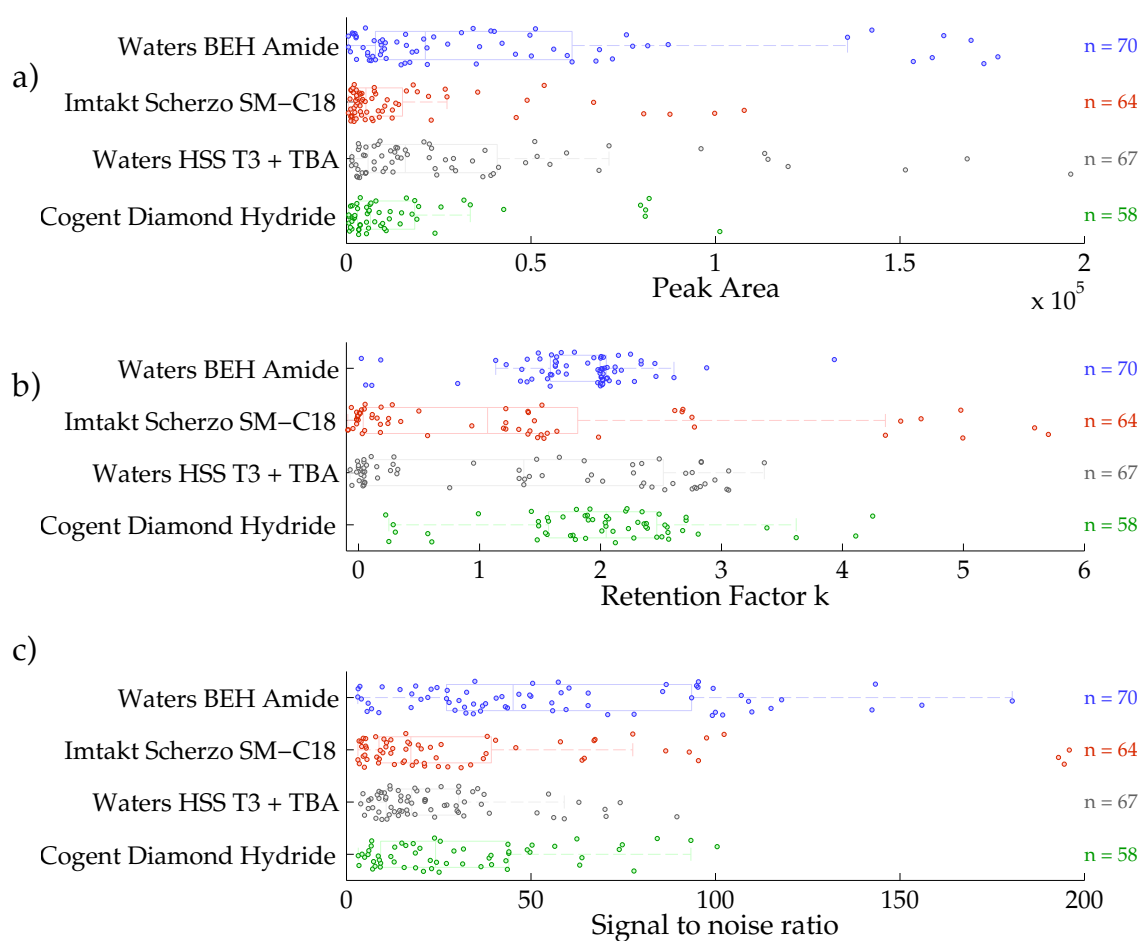 a)
Waters BEH Amide n = 70
Imtakt Scherzo SM−C18 n = 64
Waters HSS T3 + TBA n = 67
Cogent Diamond Hydride n = 58
0 0.5 1 1.5 2
Peak Area
x 10^5
b)
Waters BEH Amide n = 70
Imtakt Scherzo SM−C18 n = 64
Waters HSS T3 + TBA n = 67
Cogent Diamond Hydride n = 58
0 1 2 3 4 5 6
Retention Factor k
c)
Waters BEH Amide n = 70
Imtakt Scherzo SM−C18 n = 64
Waters HSS T3 + TBA n = 67
Cogent Diamond Hydride n = 58
0 50 100 150 200
Signal to noise ratio